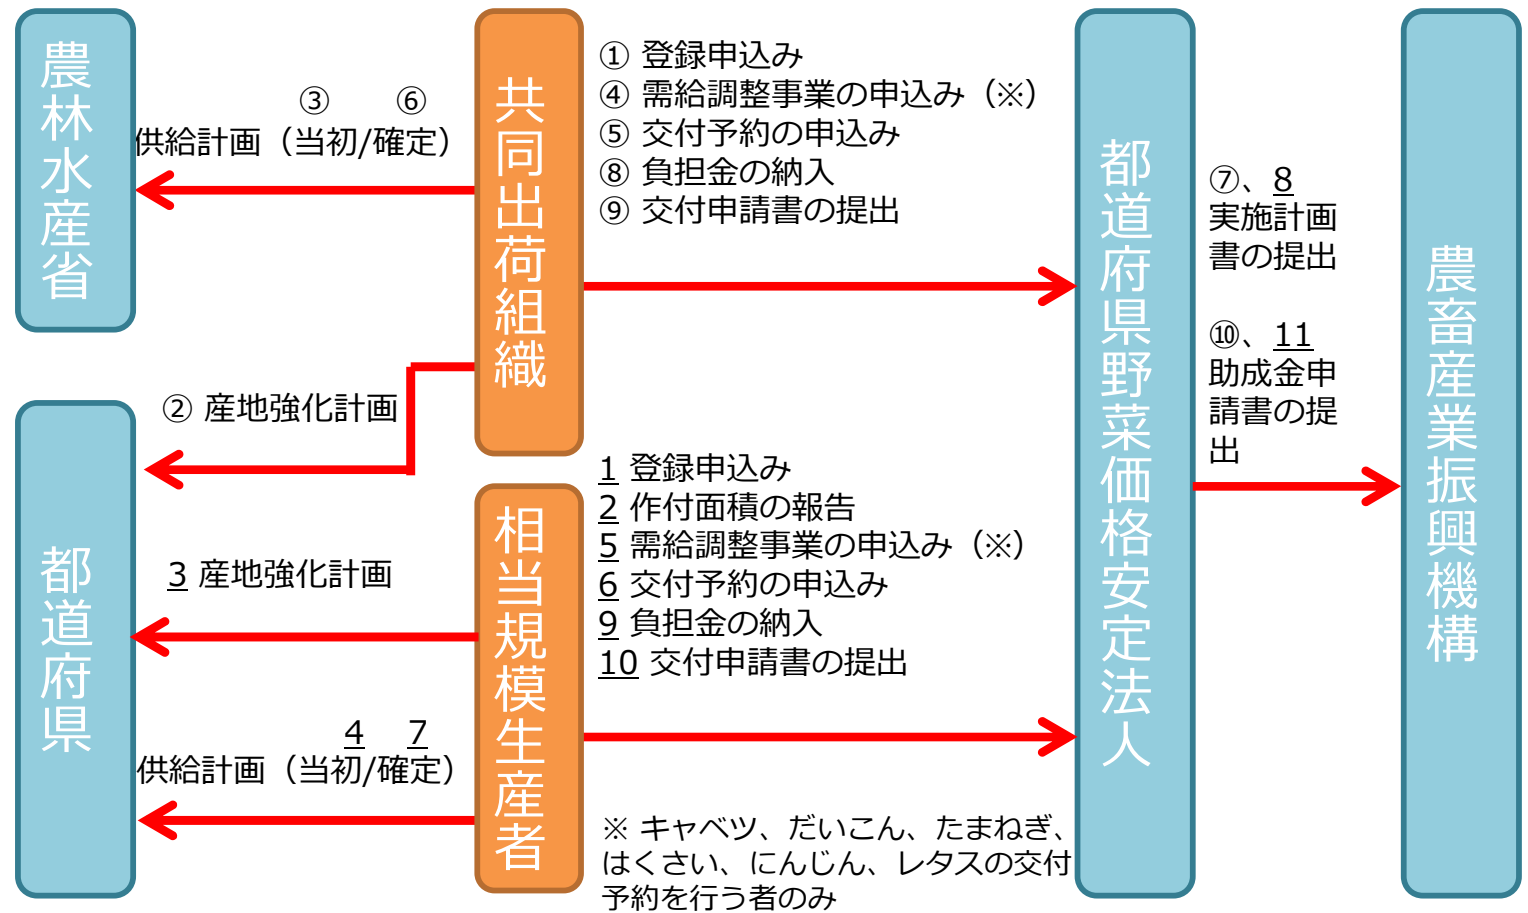 農林水産省
③ ⑥
供給計画（当初/確定）
共同出荷組織
① 登録申込み
④ 需給調整事業の申込み（※）
⑤ 交付予約の申込み
⑧ 負担金の納入
⑨ 交付申請書の提出
都道府県野菜価格安定法人
⑦、8
実施計画
書の提出
⑩、11
助成金申
請書の提
出
農畜産業振興機構
② 産地強化計画
都道府県
3 産地強化計画
4 7
供給計画（当初/確定）
相当規模生産者
1 登録申込み
2 作付面積の報告
5 需給調整事業の申込み（※）
6 交付予約の申込み
9 負担金の納入
10 交付申請書の提出
※ キャベツ、だいこん、たまねぎ、
はくさい、にんじん、レタスの交付
予約を行う者のみ